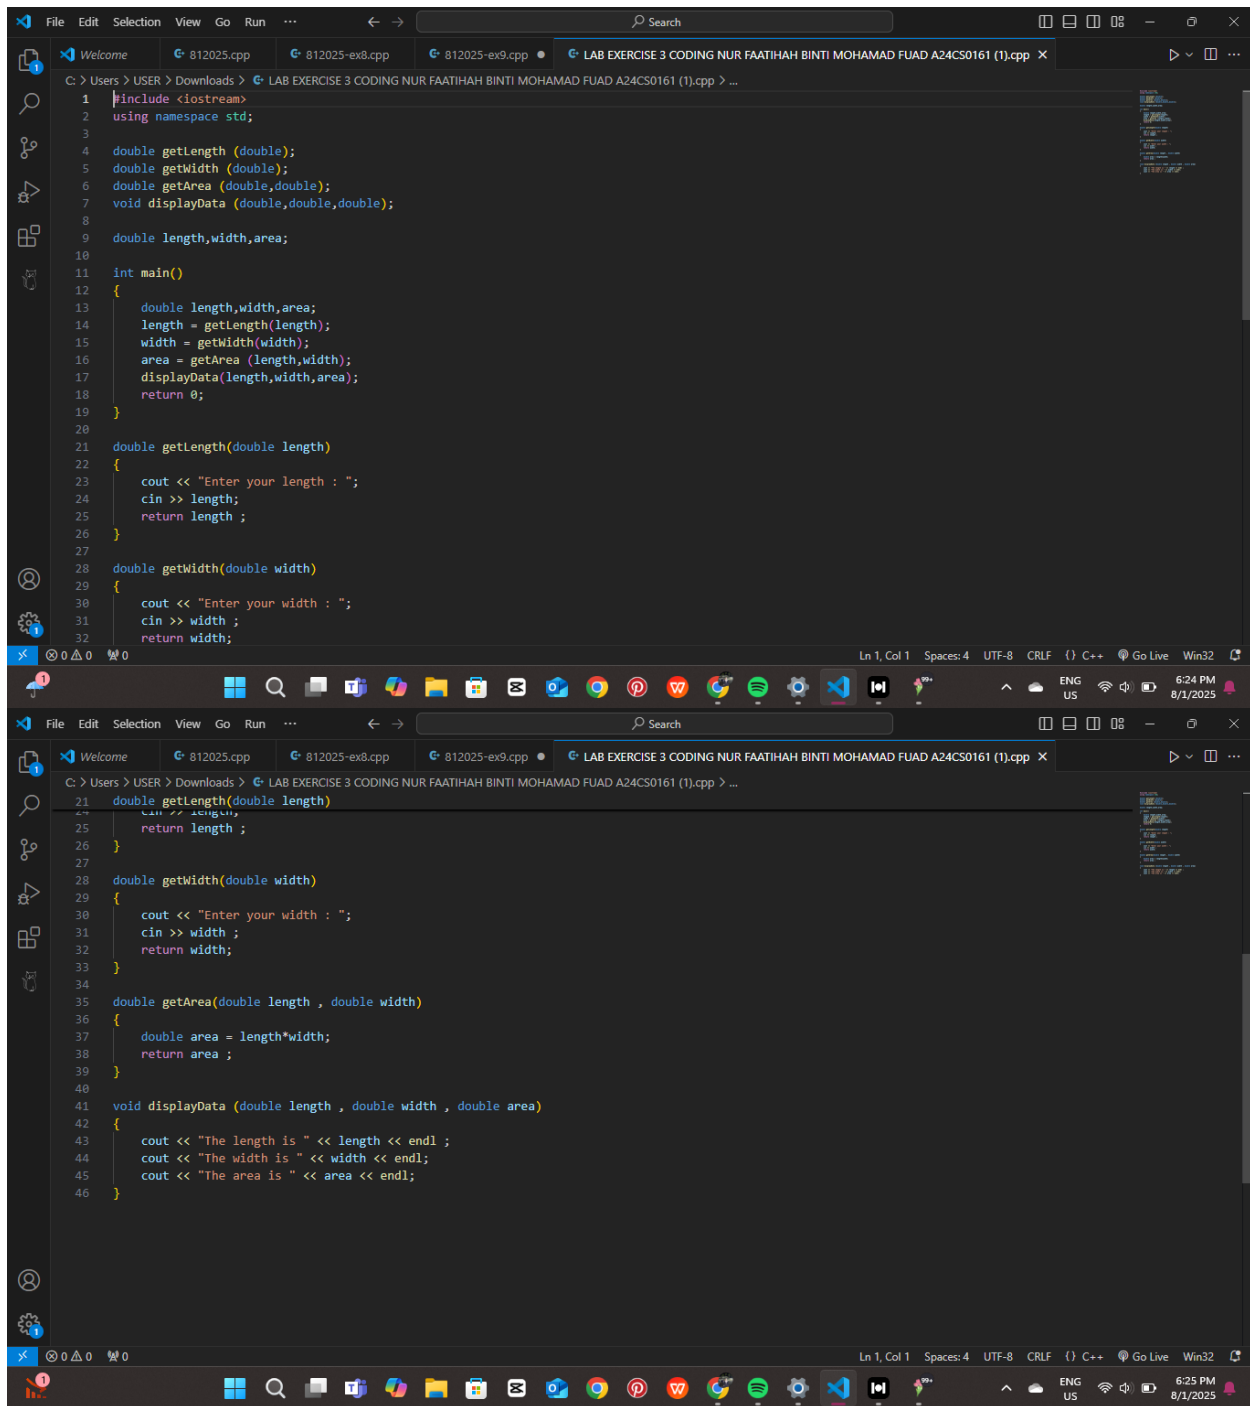 File Edit Selection View Go Run ··· Search
Welcome 812025.cpp 812025-ex8.cpp 812025-ex9.cpp LAB EXERCISE 3 CODING NUR FAATIHAH BINTI MOHAMAD FUAD A24CS0161 (1).cpp
C: > Users > USER > Downloads > LAB EXERCISE 3 CODING NUR FAATIHAH BINTI MOHAMAD FUAD A24CS0161 (1).cpp > ...
1 #include <iostream>
2 using namespace std;
3
4 double getLength (double);
5 double getWidth (double);
6 double getArea (double,double);
7 void displayData (double,double,double);
8
9 double length,width,area;
10
11 int main()
12 {
13 double length,width,area;
14 length = getLength(length);
15 width = getWidth(width);
16 area = getArea (length,width);
17 displayData(length,width,area);
18 return 0;
19 }
20
21 double getLength(double length)
22 {
23 cout << "Enter your length : ";
24 cin >> length;
25 return length ;
26 }
27
28 double getWidth(double width)
29 {
30 cout << "Enter your width : ";
31 cin >> width ;
32 return width;
0 0 0 Ln 1, Col 1 Spaces: 4 UTF-8 CRLF {} C++ Go Live Win32
1 99+ ENG US 6:24 PM 8/1/2025
File Edit Selection View Go Run ··· Search
Welcome 812025.cpp 812025-ex8.cpp 812025-ex9.cpp LAB EXERCISE 3 CODING NUR FAATIHAH BINTI MOHAMAD FUAD A24CS0161 (1).cpp
C: > Users > USER > Downloads > LAB EXERCISE 3 CODING NUR FAATIHAH BINTI MOHAMAD FUAD A24CS0161 (1).cpp > ...
21 double getLength(double length)
24 cin >> length;
25 return length ;
26 }
27
28 double getWidth(double width)
29 {
30 cout << "Enter your width : ";
31 cin >> width ;
32 return width;
33 }
34
35 double getArea(double length , double width)
36 {
37 double area = length*width;
38 return area ;
39 }
40
41 void displayData (double length , double width , double area)
42 {
43 cout << "The length is " << length << endl ;
44 cout << "The width is " << width << endl;
45 cout << "The area is " << area << endl;
46 }
0 0 0 Ln 1, Col 1 Spaces: 4 UTF-8 CRLF {} C++ Go Live Win32
1 99+ ENG US 6:25 PM 8/1/2025